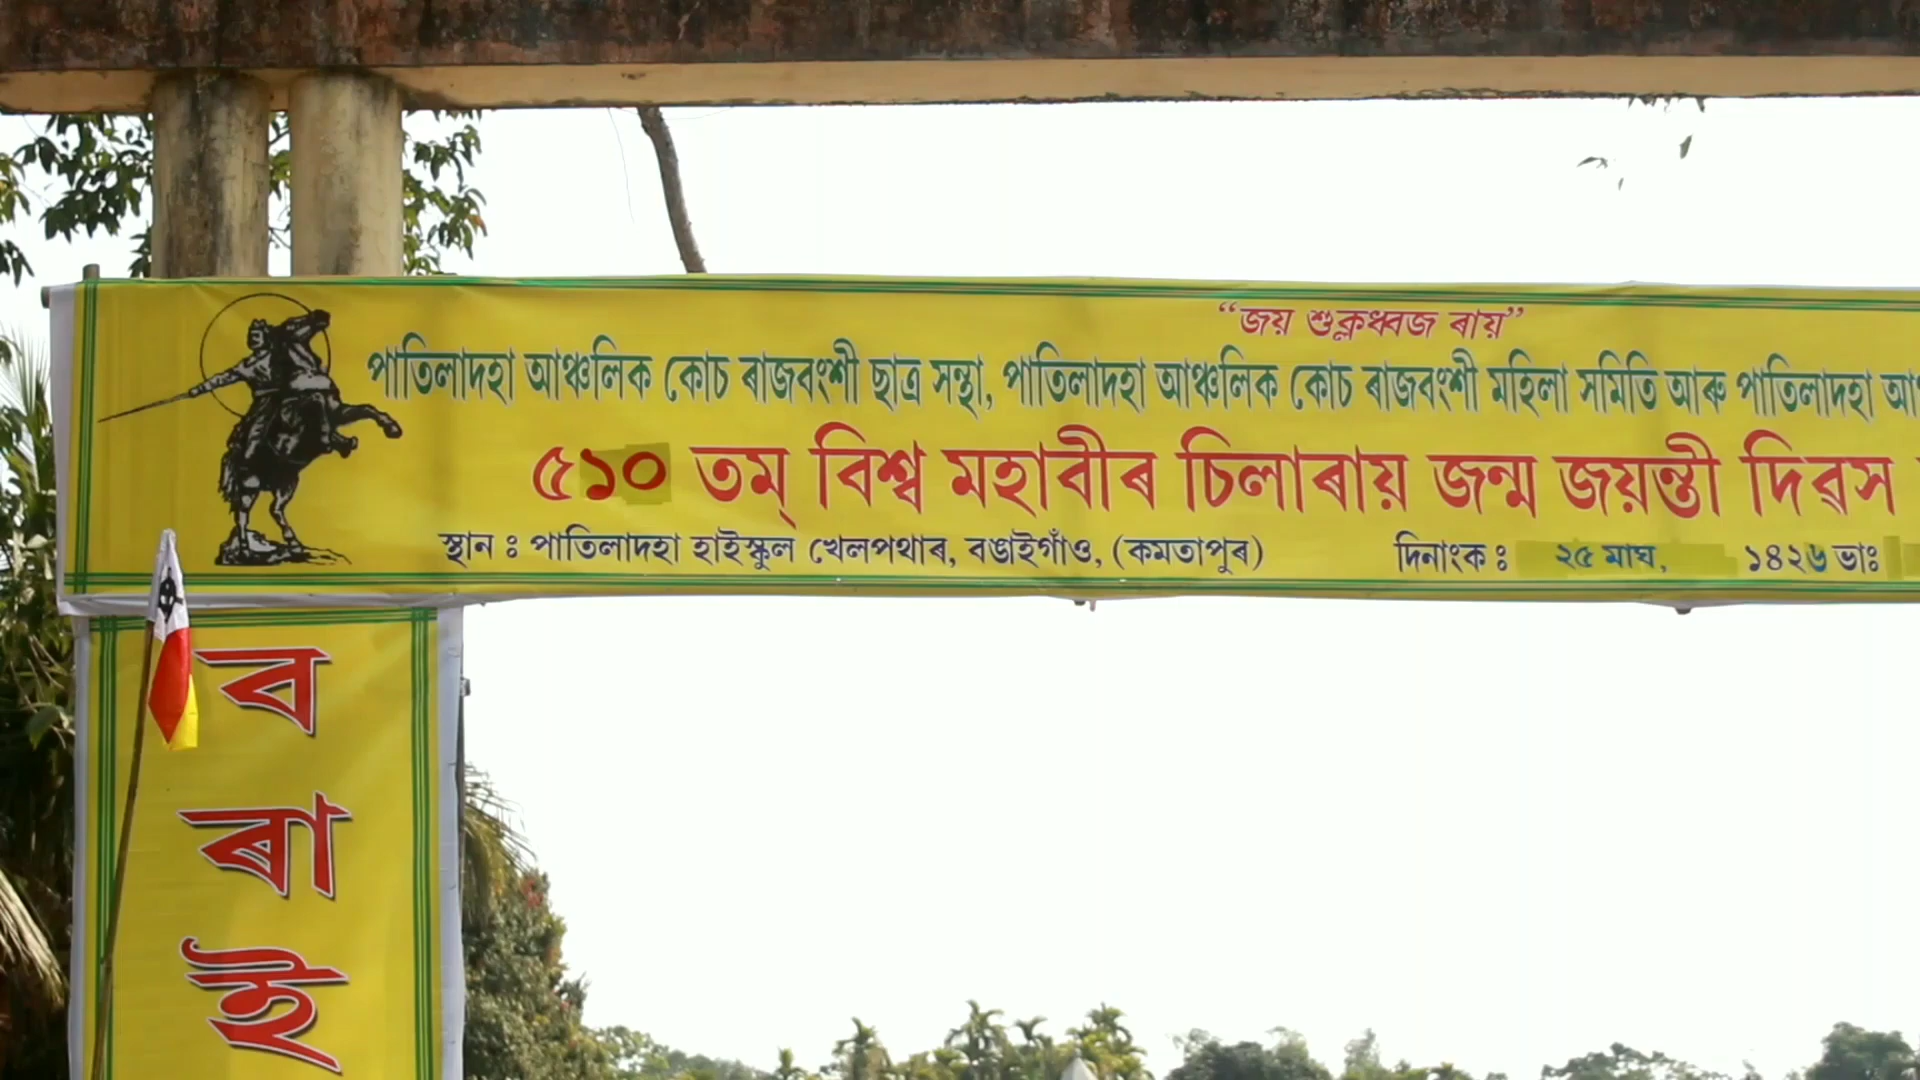 “জয় শুক্লধ্বজ ৰায়”
পাতিলাদহা আঞ্চলিক কোচ ৰাজবংশী ছাত্ৰ সন্থা, পাতিলাদহা আঞ্চলিক কোচ ৰাজবংশী মহিলা সমিতি আৰু পাতিলাদহা
৫১০ তম্ বিশ্ব মহাবীৰ চিলাৰায় জন্ম জয়ন্তী দিৱস
স্থান ঃ পাতিলাদহা হাইস্কুল খেলপথাৰ, বঙাইগাঁও, (কমতাপুৰ) দিনাংক ঃ ২৫ মাঘ, ১৪২৬ ভাঃ
ব
ৰা
ই